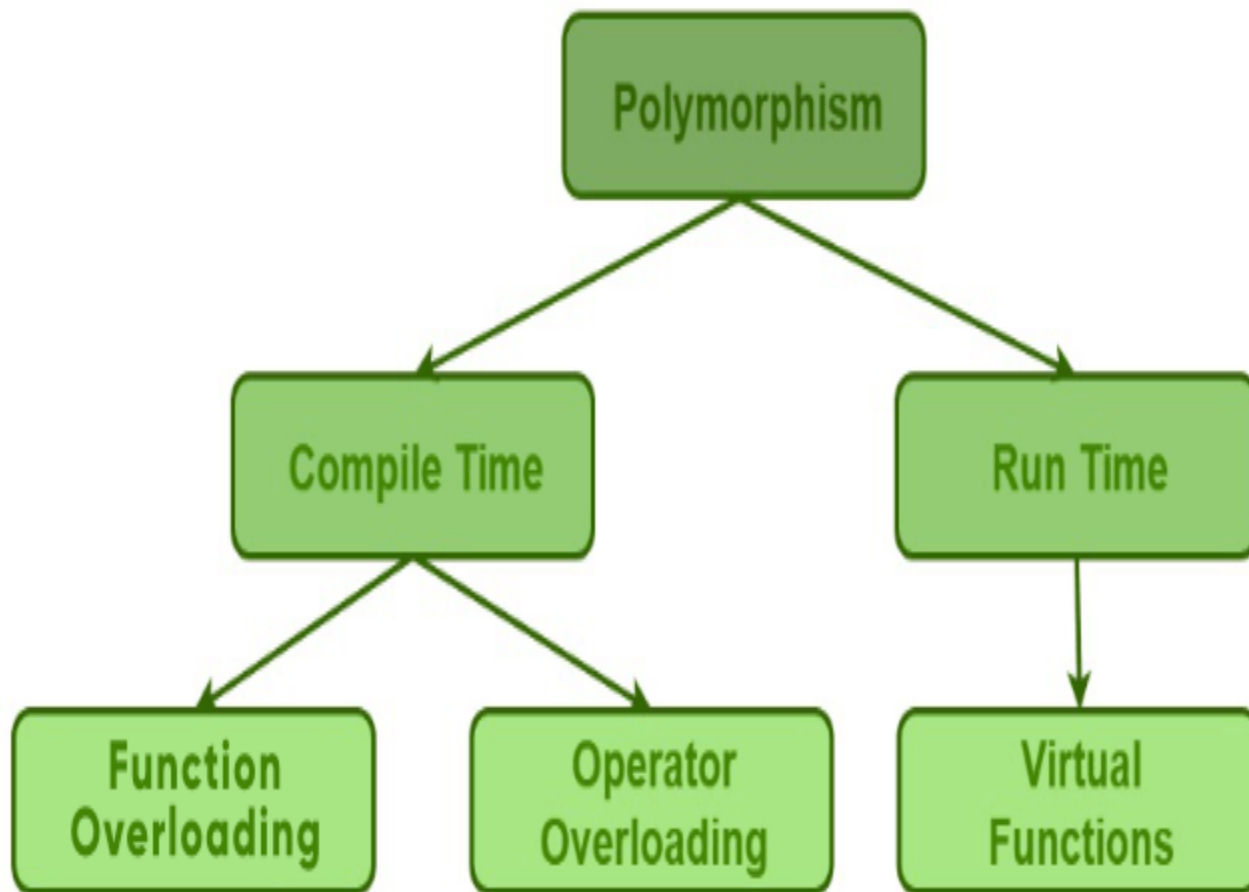 Polymorphism
Compile Time
Run Time
Function
Overloading
Operator
Overloading
Virtual
Functions